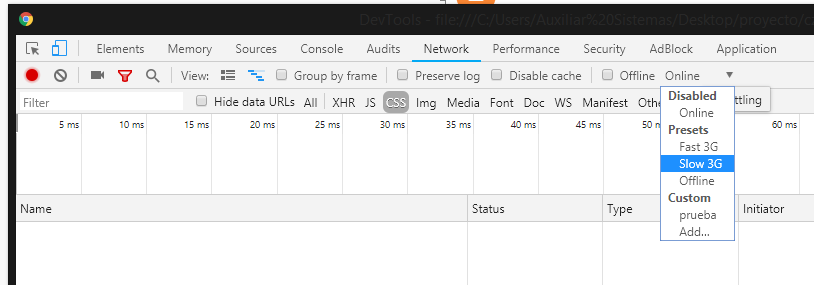 DevTools - file:///C:/Users/Auxiliar%20Sistemas/Desktop/proyecto/ca
Elements Memory Sources Console Audits Network Performance Security AdBlock Application
View: Group by frame Preserve log Disable cache Offline Online
Filter Hide data URLs All XHR JS CSS Img Media Font Doc WS Manifest Othe ttling
5 ms 10 ms 15 ms 20 ms 25 ms 30 ms 35 ms 40 ms 45 ms 5 60 ms
Disabled
Online
Presets
Fast 3G
Slow 3G
Offline
Custom
prueba
Add...
Name Status Type Initiator